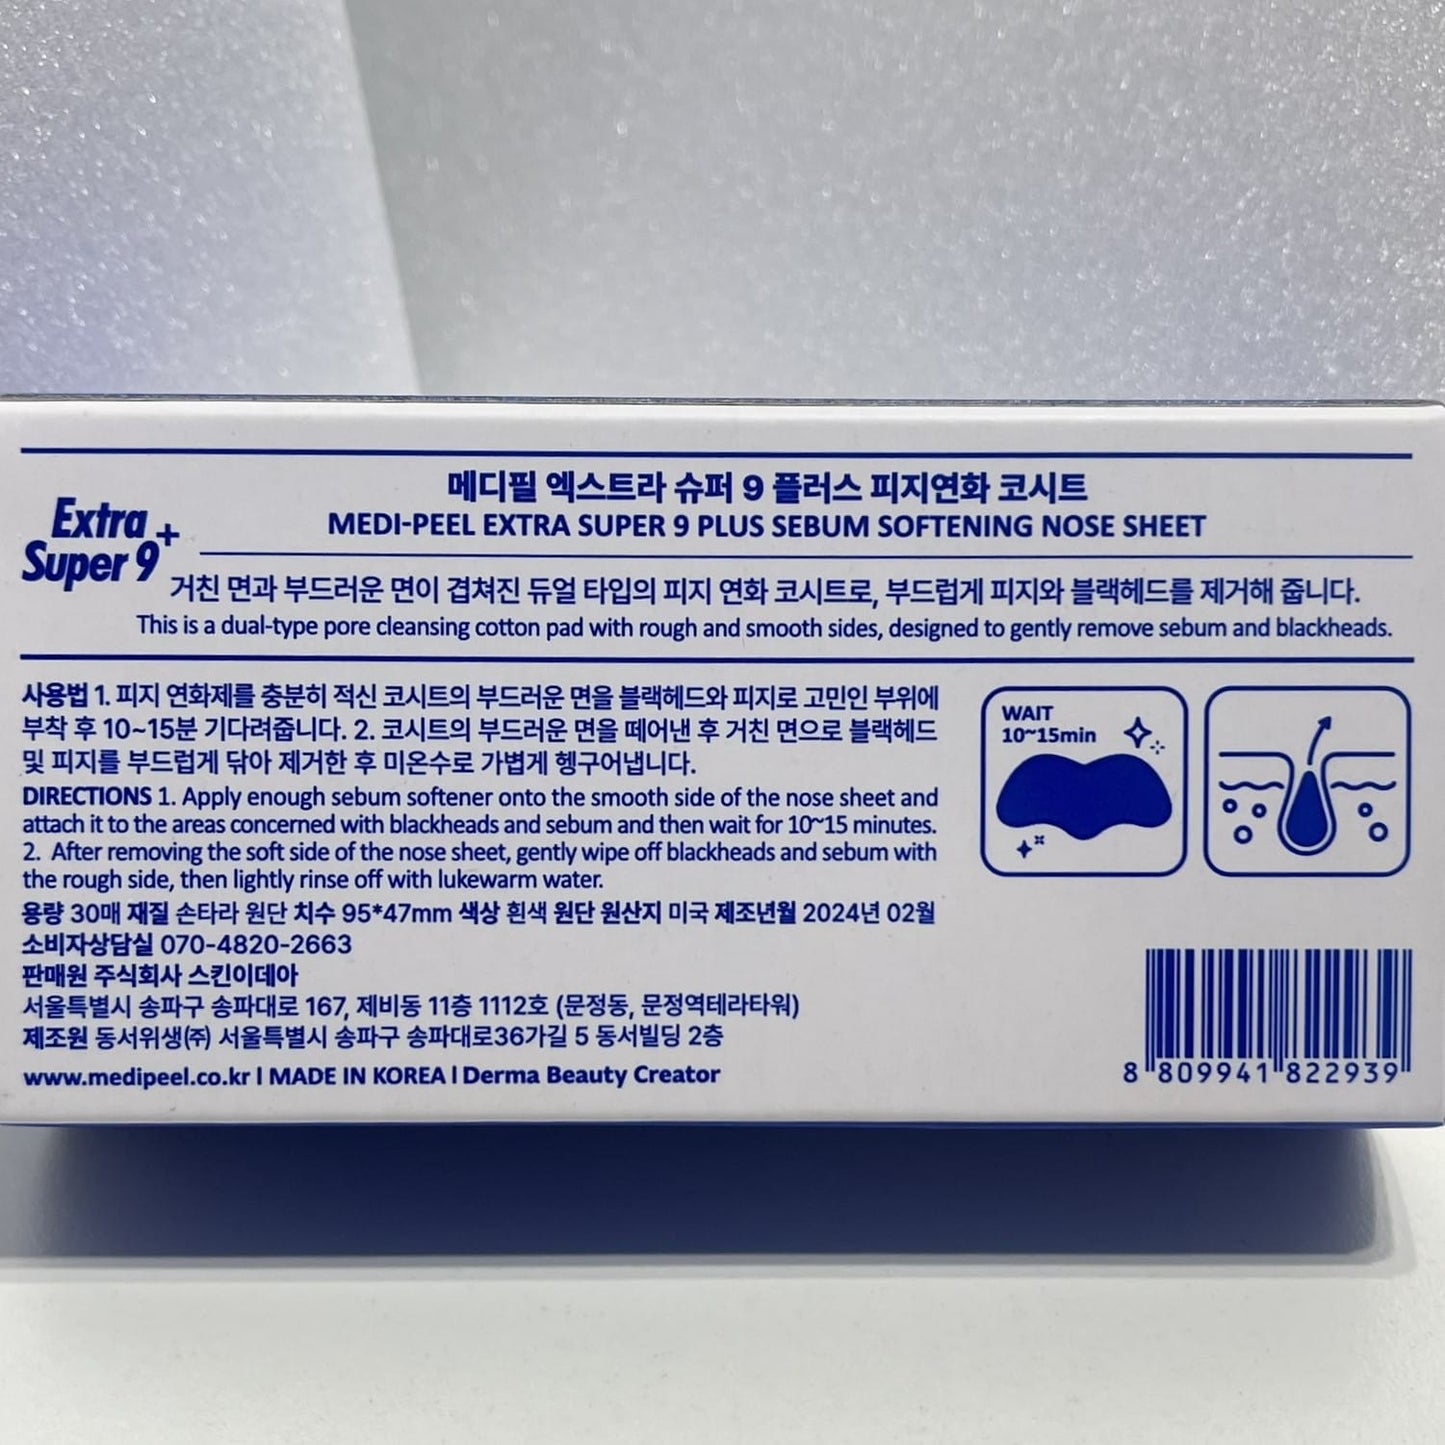 Extra
Super 9+
메디필 엑스트라 슈퍼 9 플러스 피지연화 코시트
MEDI-PEEL EXTRA SUPER 9 PLUS SEBUM SOFTENING NOSE SHEET
거친 면과 부드러운 면이 겹쳐진 듀얼 타입의 피지 연화 코시트로, 부드럽게 피지와 블랙헤드를 제거해 줍니다.
This is a dual-type pore cleansing cotton pad with rough and smooth sides, designed to gently remove sebum and blackheads.
사용법 1. 피지 연화제를 충분히 적신 코시트의 부드러운 면을 블랙헤드와 피지로 고민인 부위에
부착 후 10~15분 기다려줍니다. 2. 코시트의 부드러운 면을 떼어낸 후 거친 면으로 블랙헤드
및 피지를 부드럽게 닦아 제거한 후 미온수로 가볍게 헹구어냅니다.
DIRECTIONS 1. Apply enough sebum softener onto the smooth side of the nose sheet and
attach it to the areas concerned with blackheads and sebum and then wait for 10~15 minutes.
2. After removing the soft side of the nose sheet, gently wipe off blackheads and sebum with
the rough side, then lightly rinse off with lukewarm water.
용량 30매 재질 손타라 원단 치수 95*47mm 색상 흰색 원단 원산지 미국 제조년월 2024년 02월
소비자상담실 070-4820-2663
판매원 주식회사 스킨이데아
서울특별시 송파구 송파대로 167, 제비동 11층 1112호 (문정동, 문정역테라타워)
제조원 동서위생(주) 서울특별시 송파구 송파대로36가길 5 동서빌딩 2층
www.medipeel.co.kr I MADE IN KOREA I Derma Beauty Creator
WAIT
10~15min
8 809941 822939